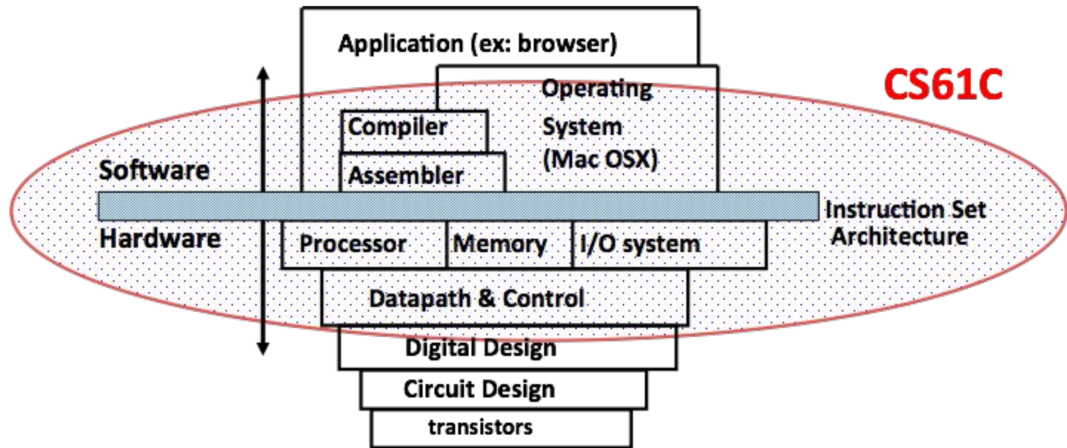 Application (ex: browser)
CS61C
Operating
System
(Mac OSX)
Compiler
Assembler
Software
Instruction Set
Architecture
Hardware
Processor
Memory
I/O system
Datapath & Control
Digital Design
Circuit Design
transistors